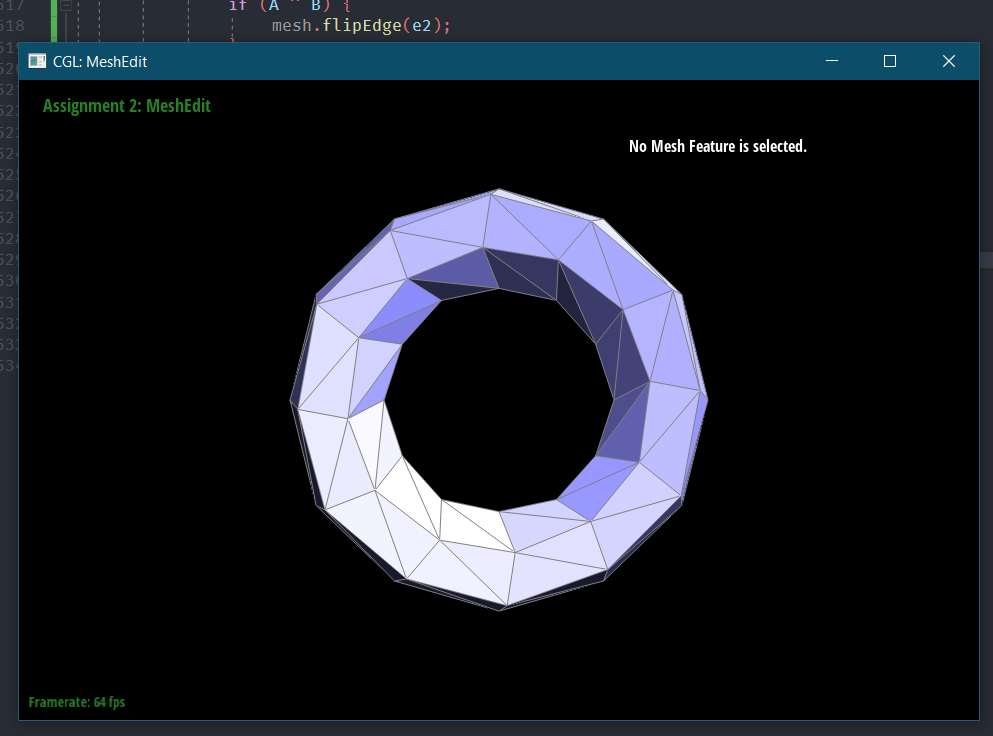 517 if (A ^ B) {
518 mesh.flipEdge(e2);
CGL: MeshEdit
Assignment 2: MeshEdit
No Mesh Feature is selected.
Framerate: 64 fps